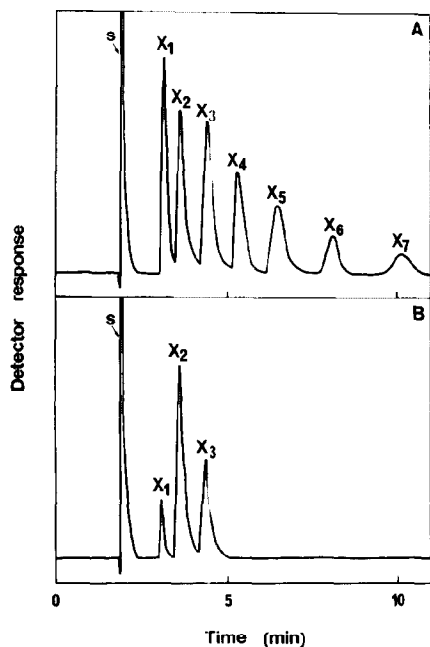 A
S
X1
X2
X3
X4
X5
X6
X7
B
S
X2
X3
X1
0
5
10
Time (min)
Detector response